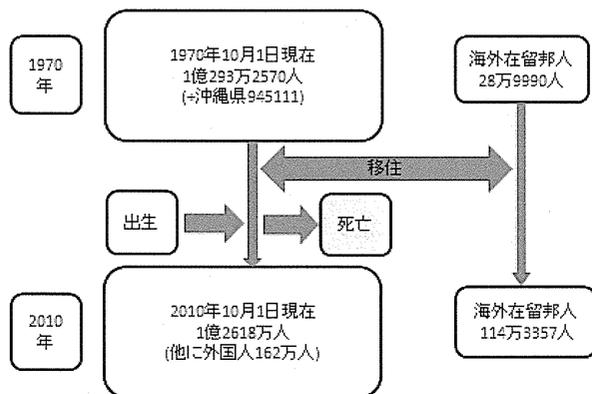 1970
年
1970年10月1日現在
1億293万2570人
(+沖縄県945111)
海外在留邦人
28万9990人
移住
出生
死亡
2010
年
2010年10月1日現在
1億2618万人
(他に外国人162万人)
海外在留邦人
114万3357人